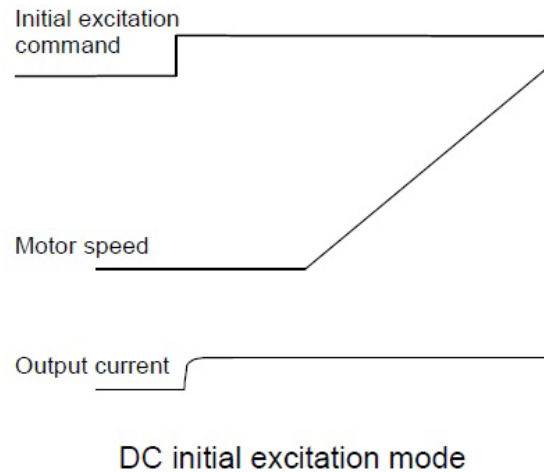 Initial excitation
command
Motor speed
Output current
DC initial excitation mode